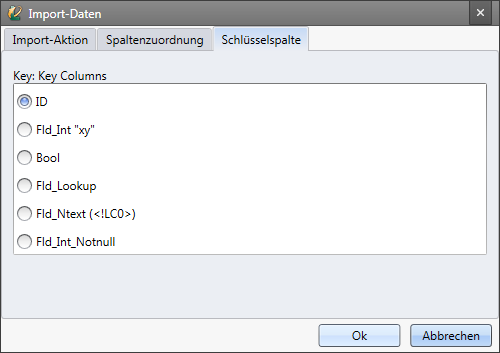 Import-Daten
Import-Aktion Spaltenzuordnung Schlüsselspalte
Key: Key Columns
ID
Fld_Int "xy"
Bool
Fld_Lookup
Fld_Ntext (<!LC0>)
Fld_Int_Notnull
Ok Abbrechen